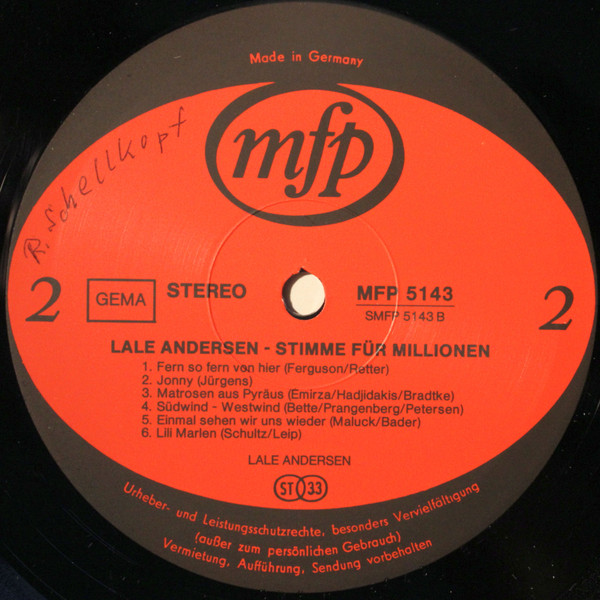 Made in Germany
mfp
R. Schellkopf
2
GEMA
STEREO
MFP 5143
SMFP 5143 B
2
LALE ANDERSEN - STIMME FÜR MILLIONEN
1. Fern so fern von hier (Ferguson/Rotter)
2. Jonny (Jürgens)
3. Matrosen aus Pyräus (Emirza/Hadjidakis/Bradtke)
4. Südwind - Westwind (Bette/Prangenberg/Petersen)
5. Einmal sehen wir uns wieder (Maluck/Bader)
6. Lili Marlen (Schultz/Leip)
LALE ANDERSEN
ST 33
Urheber- und Leistungsschutzrechte, besonders Vervielfältigung
(außer zum persönlichen Gebrauch)
Vermietung, Aufführung, Sendung vorbehalten